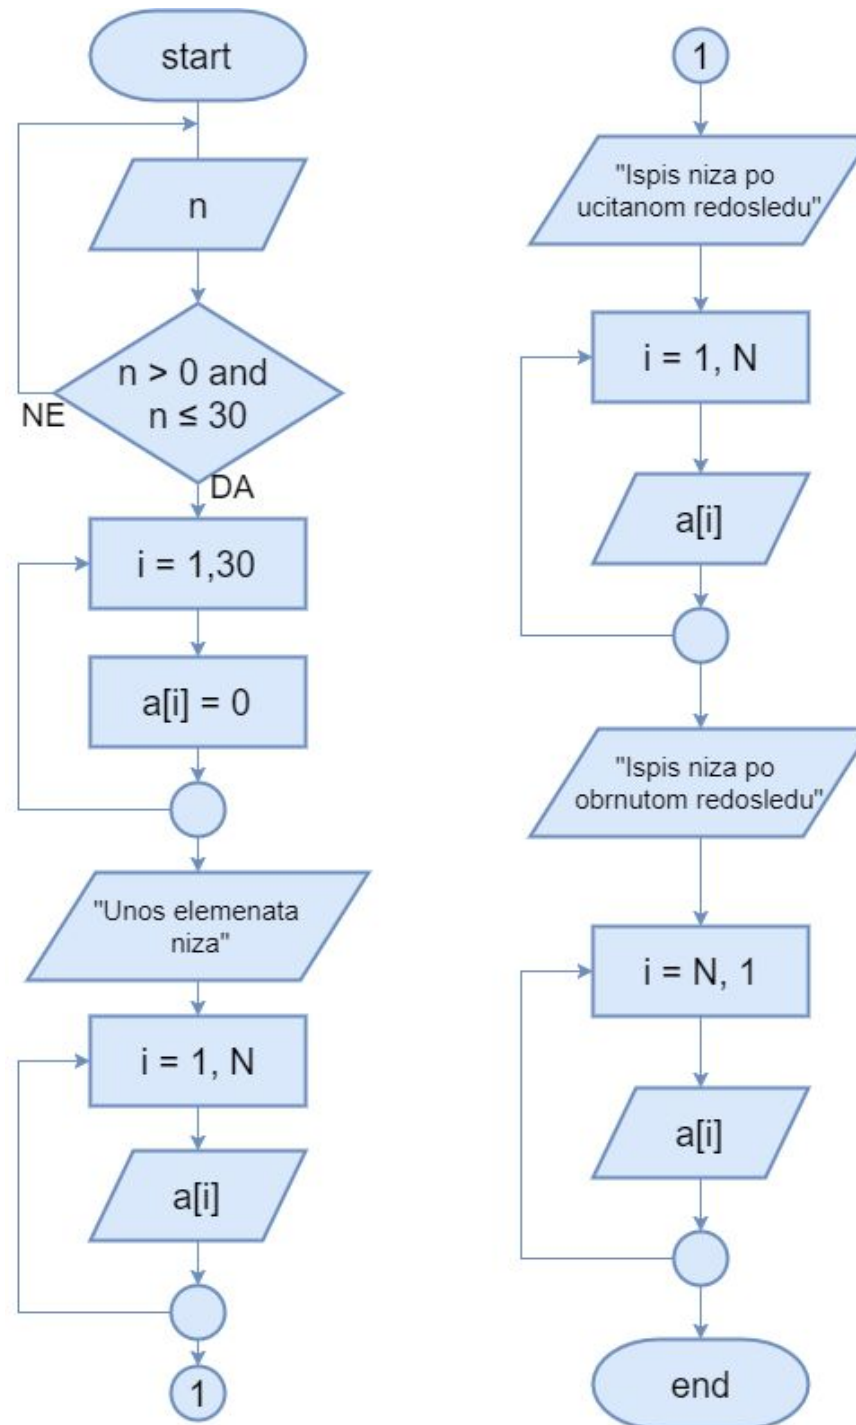 start
n
n > 0 and
n ≤ 30
NE
DA
i = 1,30
a[i] = 0
"Unos elemenata
niza"
i = 1, N
a[i]
1
1
"Ispis niza po
ucitanom redosledu"
i = 1, N
a[i]
"Ispis niza po
obrnutom redosledu"
i = N, 1
a[i]
end